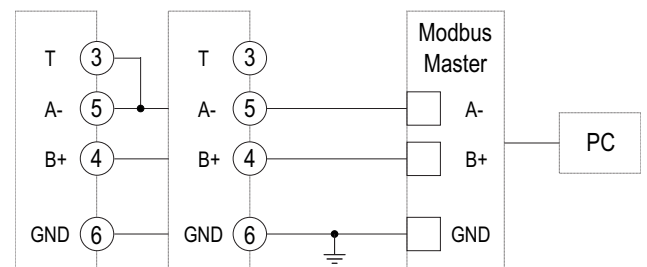 Modbus
Master
T 3 T 3
A- 5 A- 5 A-
B+ 4 B+ 4 B+
PC
GND 6 GND 6 GND